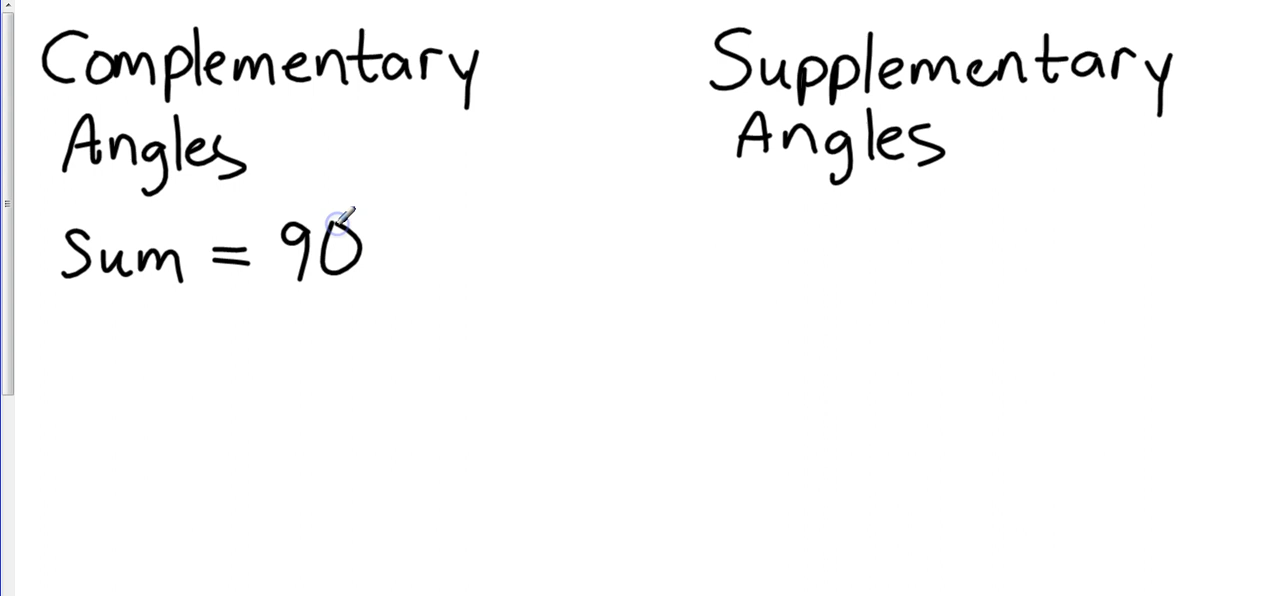 Complementary
Angles
Sum = 90
Supplementary
Angles